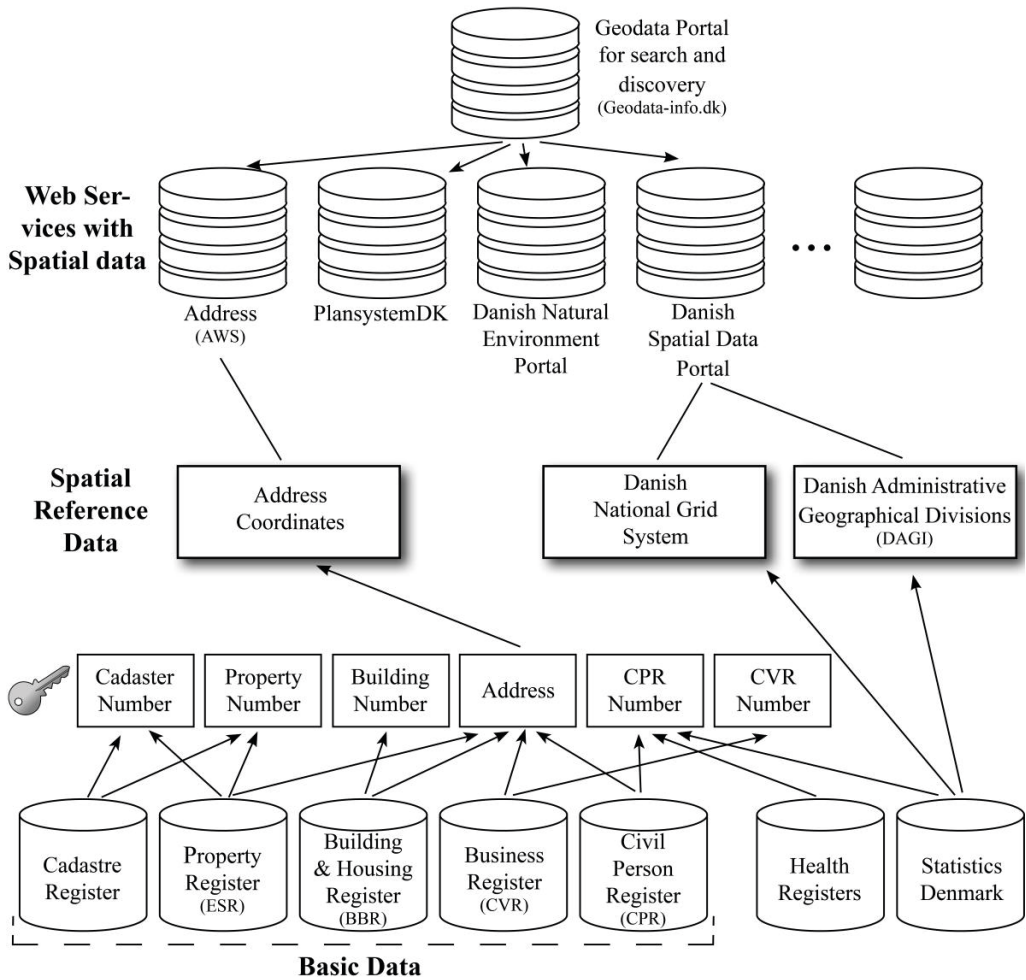 Geodata Portal
for search and
discovery
(Geodata-info.dk)
Web Ser-
vices with
Spatial data
...
Address
(AWS)
PlansystemDK
Danish Natural
Environment
Portal
Danish
Spatial Data
Portal
Spatial
Reference
Data
Address
Coordinates
Danish
National Grid
System
Danish Administrative
Geographical Divisions
(DAGI)
Cadaster
Number
Property
Number
Building
Number
Address
CPR
Number
CVR
Number
Cadastre
Register
Property
Register
(ESR)
Building
& Housing
Register
(BBR)
Business
Register
(CVR)
Civil
Person
Register
(CPR)
Health
Registers
Statistics
Denmark
Basic Data